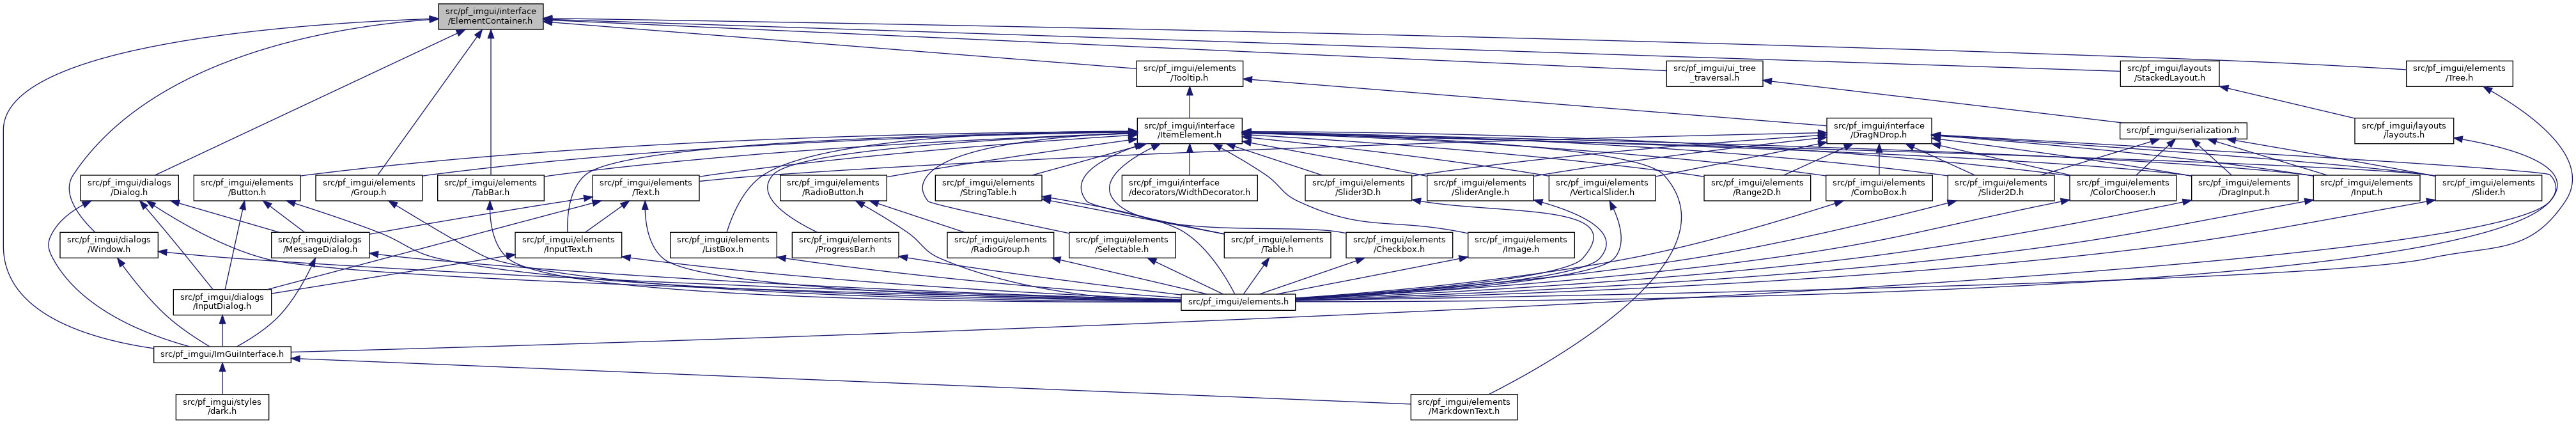 src/pf_imgui/interface
/ElementContainer.h
src/pf_imgui/elements
/Tooltip.h
src/pf_imgui/ui_tree
_traversal.h
src/pf_imgui/layouts
/StackedLayout.h
src/pf_imgui/elements
/Tree.h
src/pf_imgui/interface
/ItemElement.h
src/pf_imgui/interface
/DragNDrop.h
src/pf_imgui/serialization.h
src/pf_imgui/layouts
/layouts.h
src/pf_imgui/dialogs
/Dialog.h
src/pf_imgui/elements
/Button.h
src/pf_imgui/elements
/Group.h
src/pf_imgui/elements
/TabBar.h
src/pf_imgui/elements
/Text.h
src/pf_imgui/elements
/RadioButton.h
src/pf_imgui/elements
/StringTable.h
src/pf_imgui/interface
/decorators/WidthDecorator.h
src/pf_imgui/elements
/Slider3D.h
src/pf_imgui/elements
/SliderAngle.h
src/pf_imgui/elements
/VerticalSlider.h
src/pf_imgui/elements
/Range2D.h
src/pf_imgui/elements
/ComboBox.h
src/pf_imgui/elements
/Slider2D.h
src/pf_imgui/elements
/ColorChooser.h
src/pf_imgui/elements
/DragInput.h
src/pf_imgui/elements
/Input.h
src/pf_imgui/elements
/Slider.h
src/pf_imgui/dialogs
/Window.h
src/pf_imgui/dialogs
/MessageDialog.h
src/pf_imgui/elements
/InputText.h
src/pf_imgui/elements
/ListBox.h
src/pf_imgui/elements
/ProgressBar.h
src/pf_imgui/elements
/RadioGroup.h
src/pf_imgui/elements
/Selectable.h
src/pf_imgui/elements
/Table.h
src/pf_imgui/elements
/Checkbox.h
src/pf_imgui/elements
/Image.h
src/pf_imgui/dialogs
/InputDialog.h
src/pf_imgui/elements.h
src/pf_imgui/ImGuiInterface.h
src/pf_imgui/styles
/dark.h
src/pf_imgui/elements
/MarkdownText.h